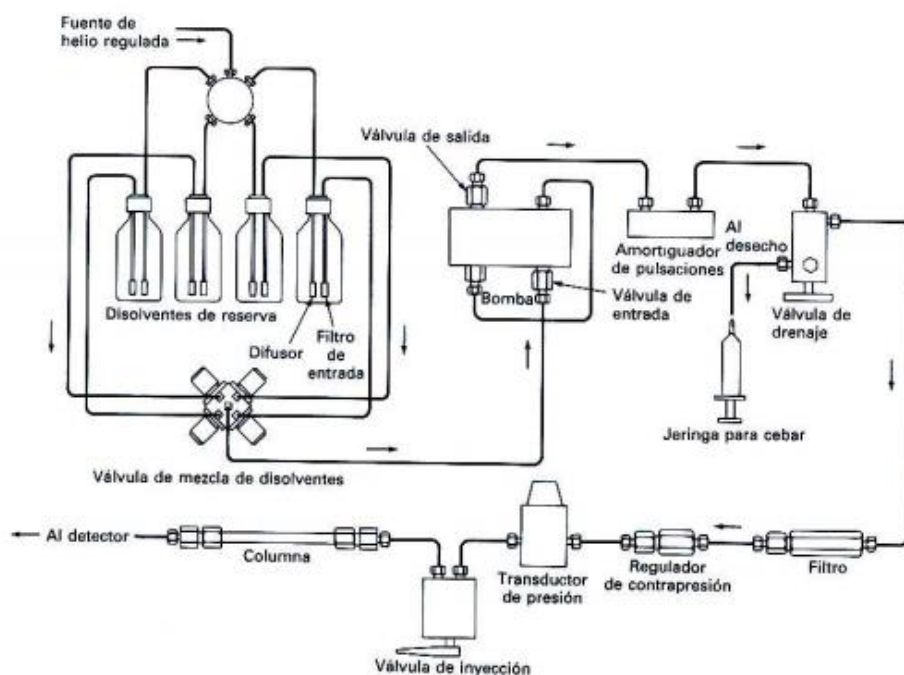 Fuente de
helio regulada
Válvula de salida
Al
desecho
Amortiguador
de pulsaciones
Bomba
Válvula de
entrada
Válvula de
drenaje
Disolventes de reserva
Difusor
Filtro
de
entrada
Jeringa para cebar
Válvula de mezcla de disolventes
Al detector
Columna
Transductor
de presión
Regulador
de contrapresión
Filtro
Válvula de inyección